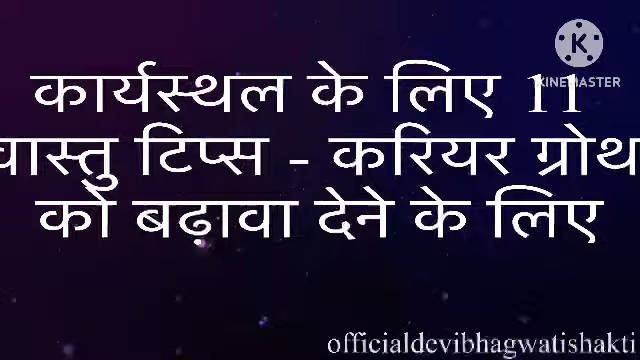 KINEMASTER
कार्यस्थल के लिए 11
वास्तु टिप्स - करियर ग्रोथ
को बढ़ावा देने के लिए
officialdevibhagwatishakti